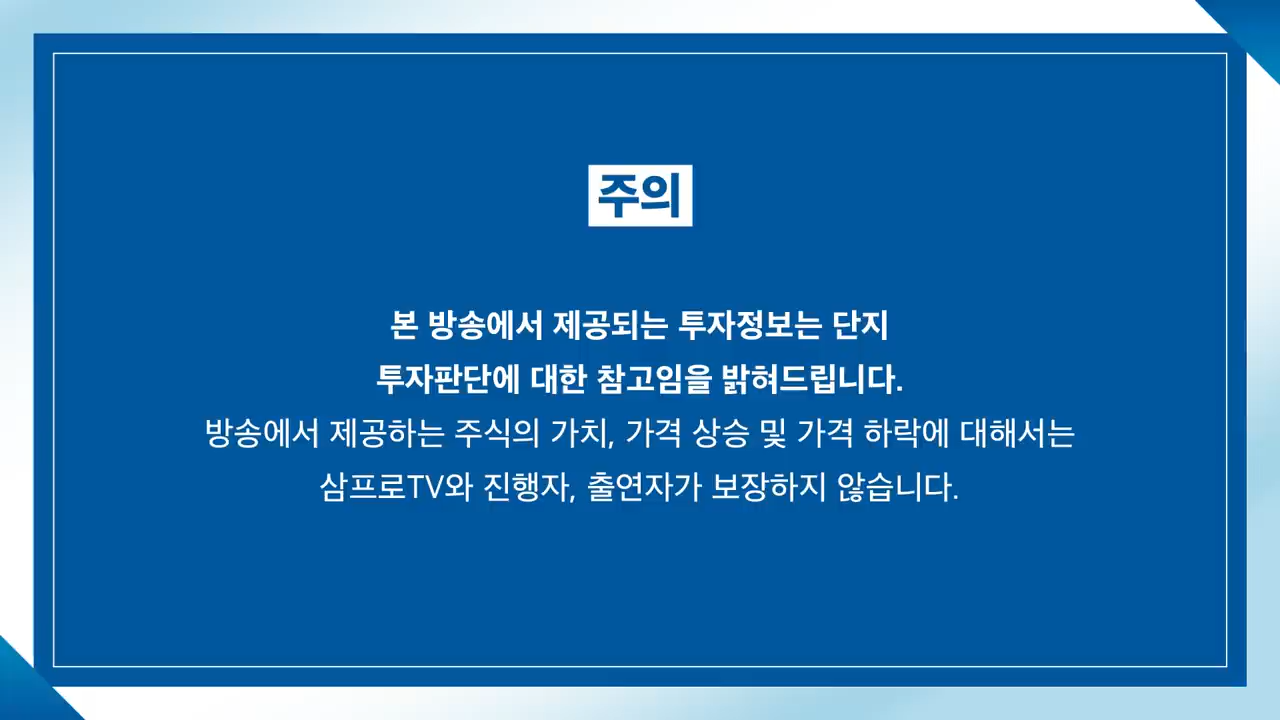 주의
본 방송에서 제공되는 투자정보는 단지
투자판단에 대한 참고임을 밝혀드립니다.
방송에서 제공하는 주식의 가치, 가격 상승 및 가격 하락에 대해서는
삼프로TV와 진행자, 출연자가 보장하지 않습니다.